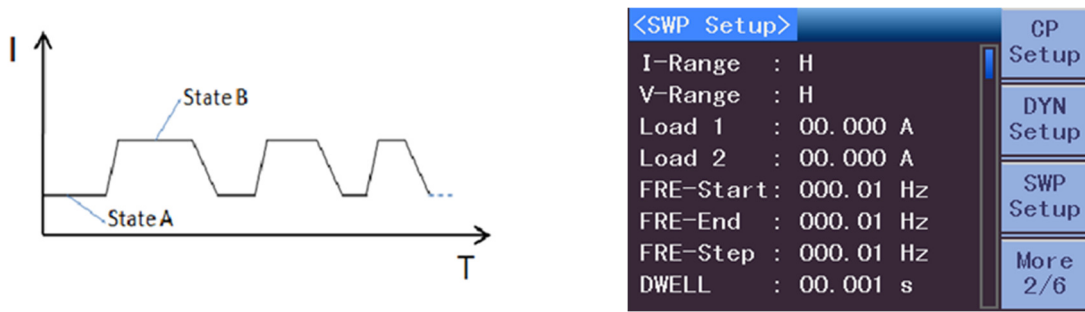 I
State B
State A
T
<SWP Setup>
I-Range : H
V-Range : H
Load 1 : 00.000 A
Load 2 : 00.000 A
FRE-Start: 000.01 Hz
FRE-End : 000.01 Hz
FRE-Step : 000.01 Hz
DWELL : 00.001 s
CP
Setup
DYN
Setup
SWP
Setup
More
2/6